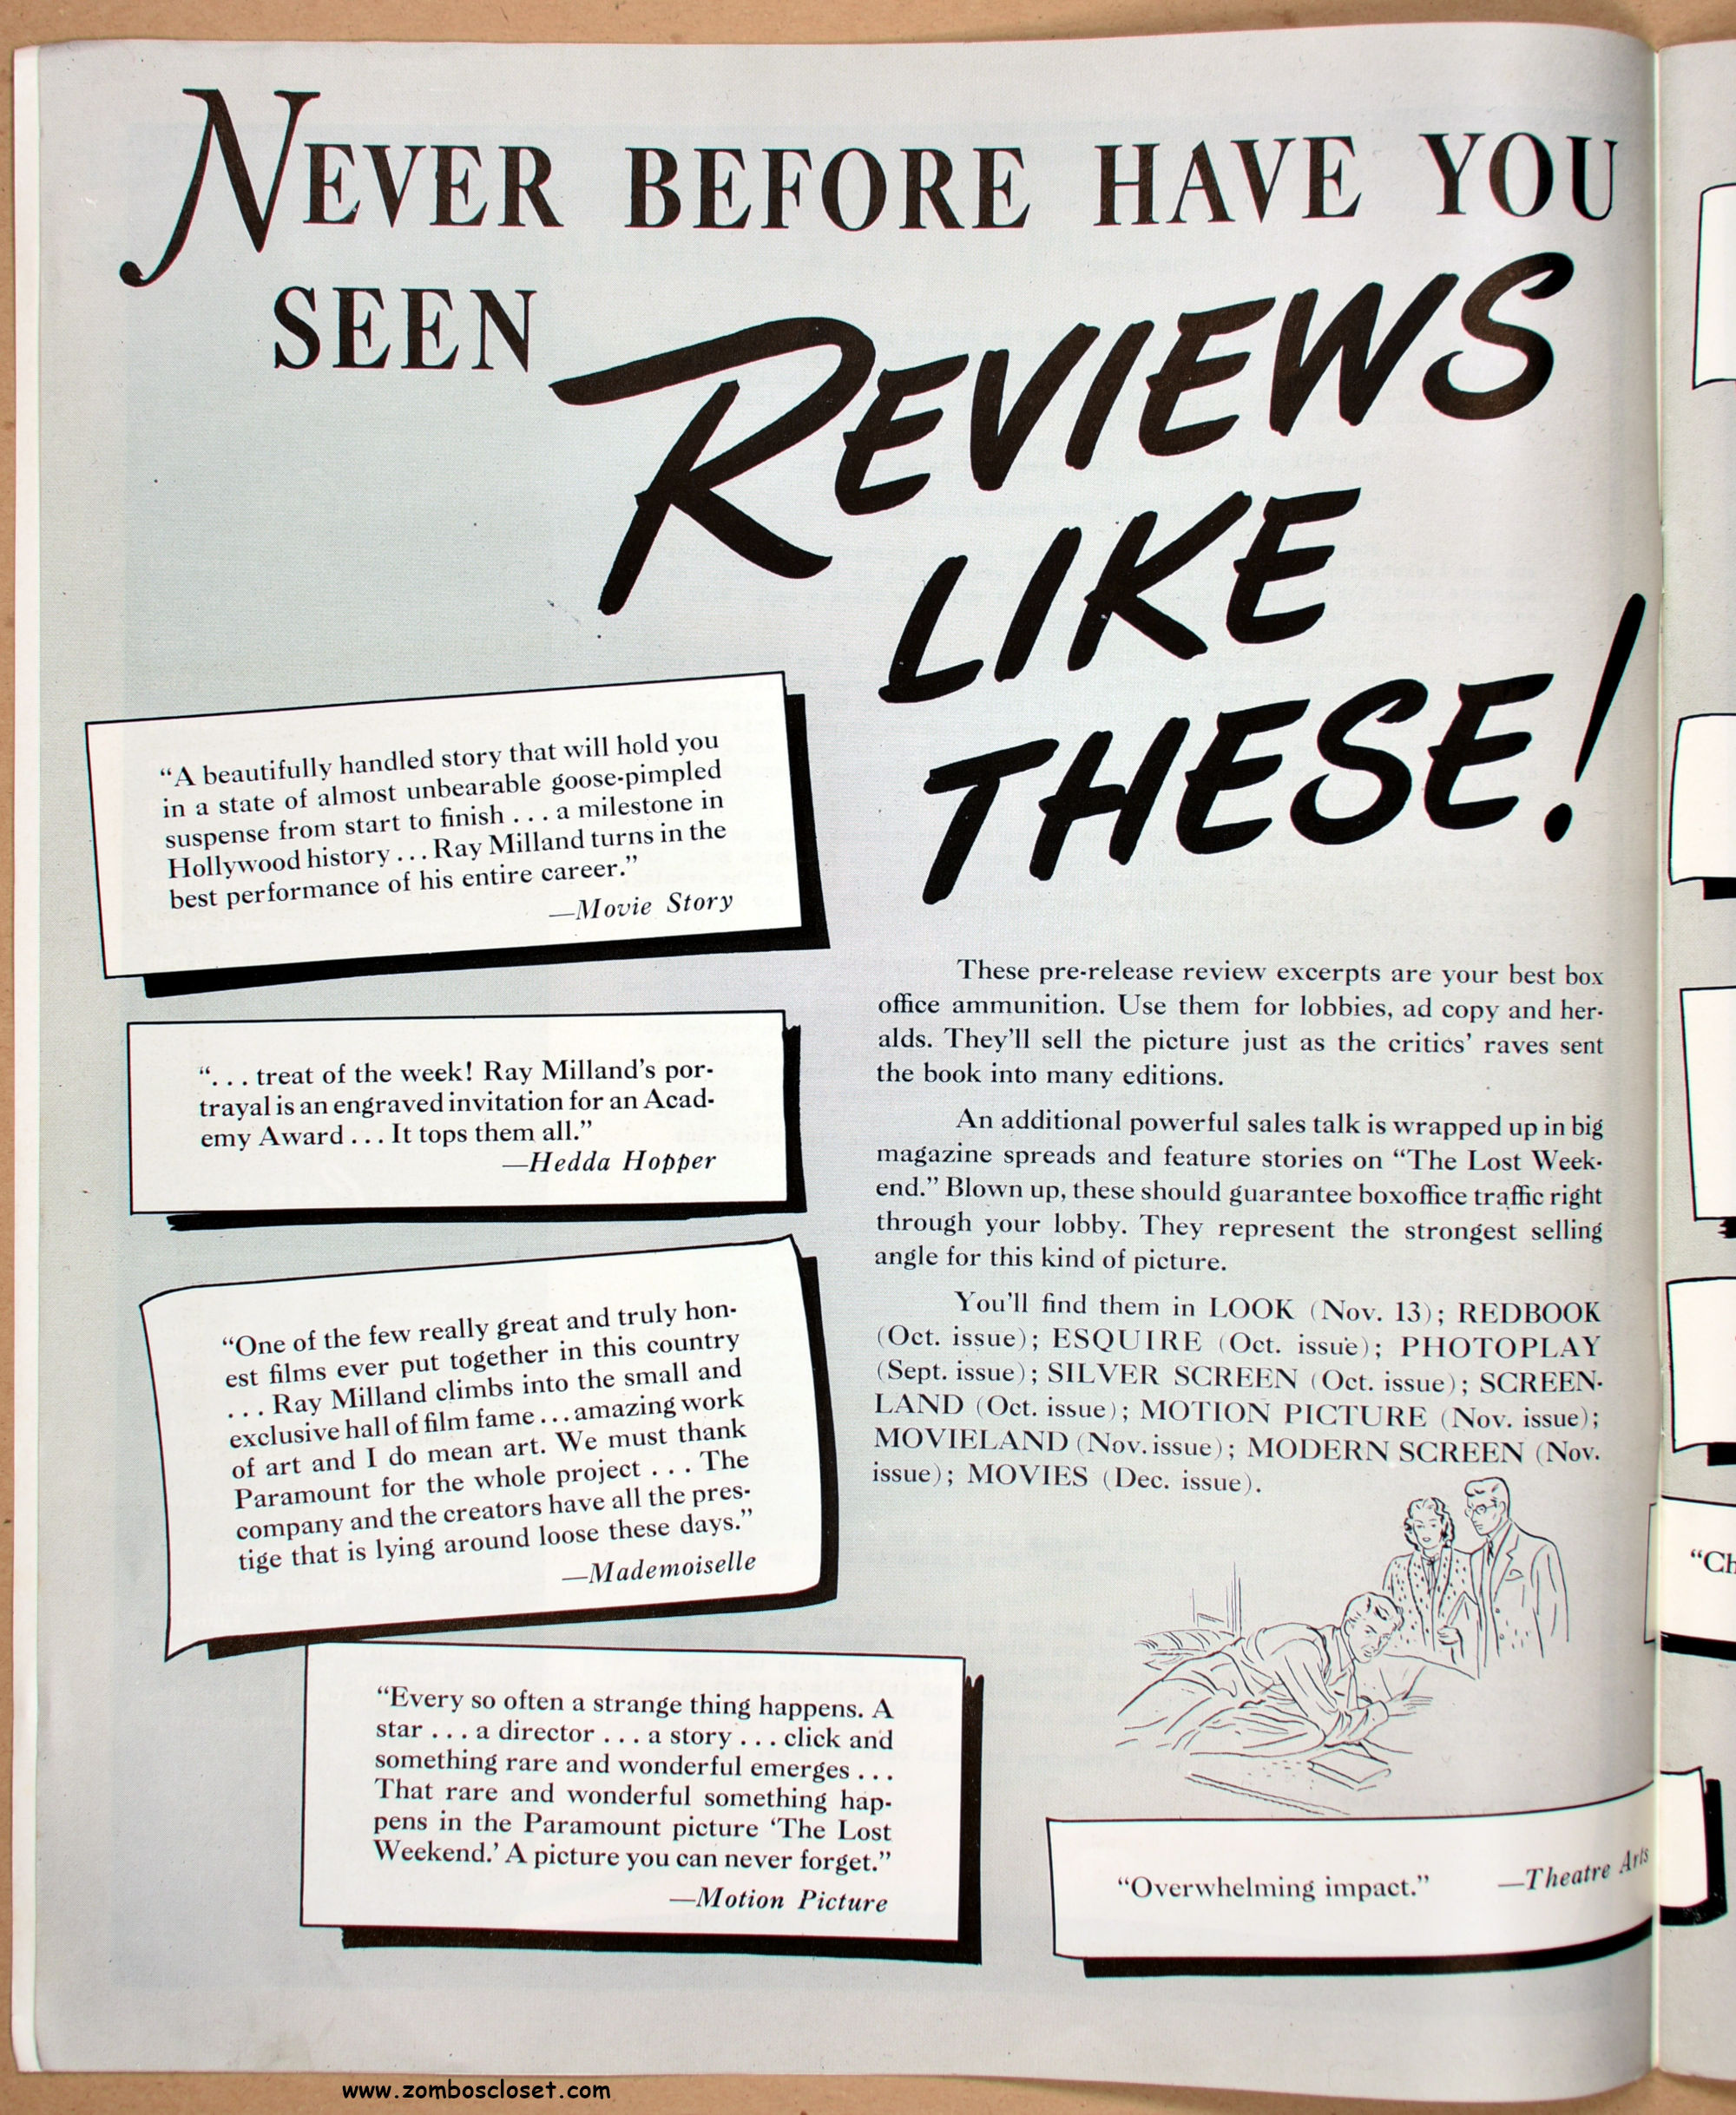 NEVER BEFORE HAVE YOU
SEEN REVIEWS
LIKE
THESE!
“A beautifully handled story that will hold you
in a state of almost unbearable goose-pimpled
suspense from start to finish . . . a milestone in
Hollywood history . . . Ray Milland turns in the
best performance of his entire career.”
—Movie Story
“. . . treat of the week! Ray Milland’s por-
trayal is an engraved invitation for an Acad-
emy Award . . . It tops them all.”
—Hedda Hopper
“One of the few really great and truly hon-
est films ever put together in this country
. . . Ray Milland climbs into the small and
exclusive hall of film fame . . . amazing work
of art and I do mean art. We must thank
Paramount for the whole project . . . The
company and the creators have all the pres-
tige that is lying around loose these days.”
—Mademoiselle
“Every so often a strange thing happens. A
star . . . a director . . . a story . . . click and
something rare and wonderful emerges . . .
That rare and wonderful something hap-
pens in the Paramount picture ‘The Lost
Weekend.’ A picture you can never forget.”
—Motion Picture
These pre-release review excerpts are your best box
office ammunition. Use them for lobbies, ad copy and her-
alds. They’ll sell the picture just as the critics’ raves sent
the book into many editions.
An additional powerful sales talk is wrapped up in big
magazine spreads and feature stories on “The Lost Week-
end.” Blown up, these should guarantee boxoffice traffic right
through your lobby. They represent the strongest selling
angle for this kind of picture.
You’ll find them in LOOK (Nov. 13); REDBOOK
(Oct. issue); ESQUIRE (Oct. issue); PHOTOPLAY
(Sept. issue); SILVER SCREEN (Oct. issue); SCREEN-
LAND (Oct. issue); MOTION PICTURE (Nov. issue);
MOVIELAND (Nov. issue); MODERN SCREEN (Nov.
issue); MOVIES (Dec. issue).
“Overwhelming impact.” —Theatre Arts
“Ch
www.zomboscloset.com